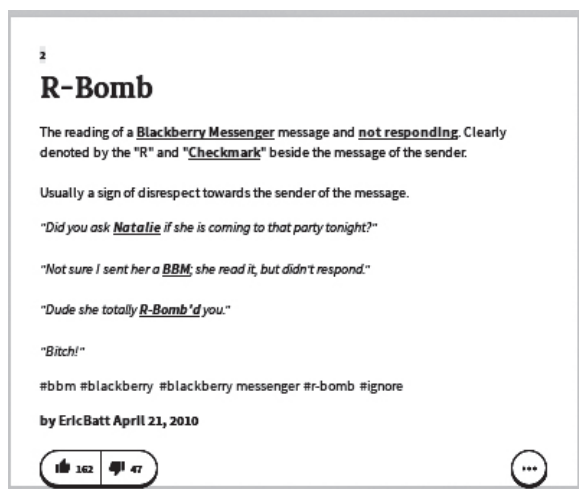 2
R-Bomb
The reading of a Blackberry Messenger message and not responding. Clearly
denoted by the "R" and "Checkmark" beside the message of the sender.
Usually a sign of disrespect towards the sender of the message.
"Did you ask Natalie if she is coming to that party tonight?"
"Not sure I sent her a BBM; she read it, but didn't respond."
"Dude she totally R-Bomb'd you."
"Bitch!"
#bbm #blackberry #blackberry messenger #r-bomb #ignore
by EricBatt April 21, 2010
162 47